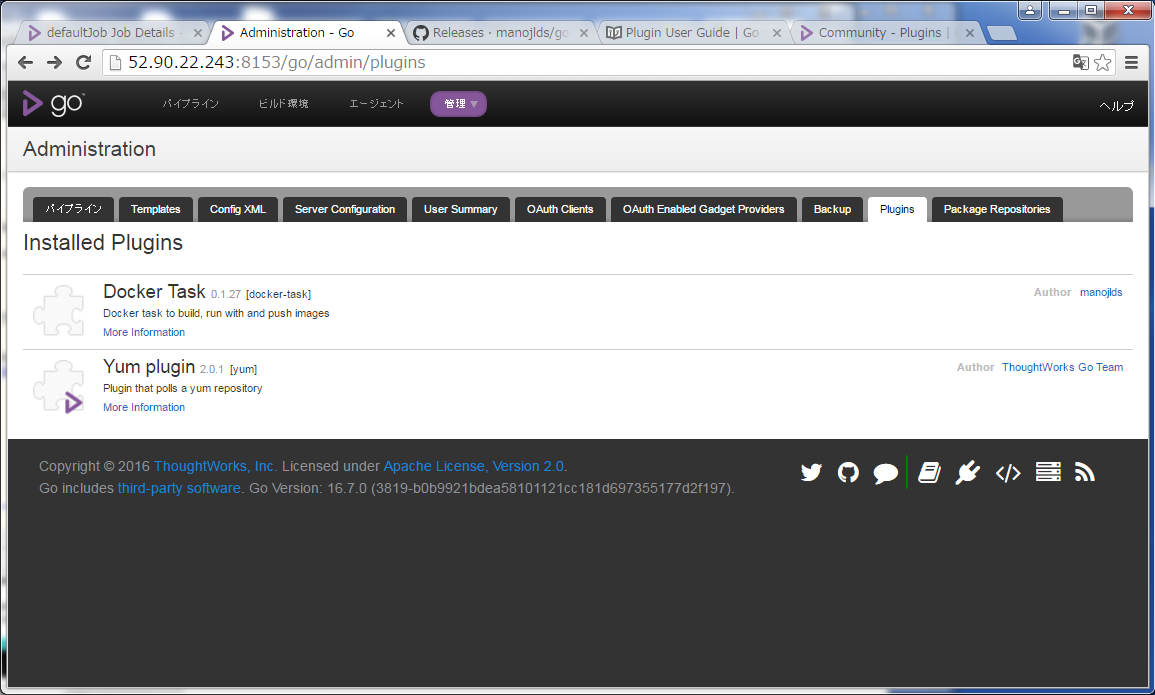 defaultJob Job Details
Administration - Go
Releases · manojlds/go
Plugin User Guide | Go
Community - Plugins |
52.90.22.243:8153/go/admin/plugins
go
パイプライン
ビルド環境
エージェント
管理
ヘルプ
Administration
パイプライン
Templates
Config XML
Server Configuration
User Summary
OAuth Clients
OAuth Enabled Gadget Providers
Backup
Plugins
Package Repositories
Installed Plugins
Docker Task 0.1.27 [docker-task]
Author manojlds
Docker task to build, run with and push images
More Information
Yum plugin 2.0.1 [yum]
Author ThoughtWorks Go Team
Plugin that polls a yum repository
More Information
Copyright © 2016 ThoughtWorks, Inc. Licensed under Apache License, Version 2.0.
Go includes third-party software. Go Version: 16.7.0 (3819-b0b9921bdea58101121cc181d697355177d2f197).